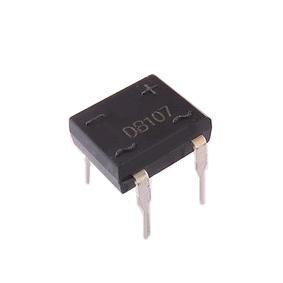 +
DB107
~ ~
-